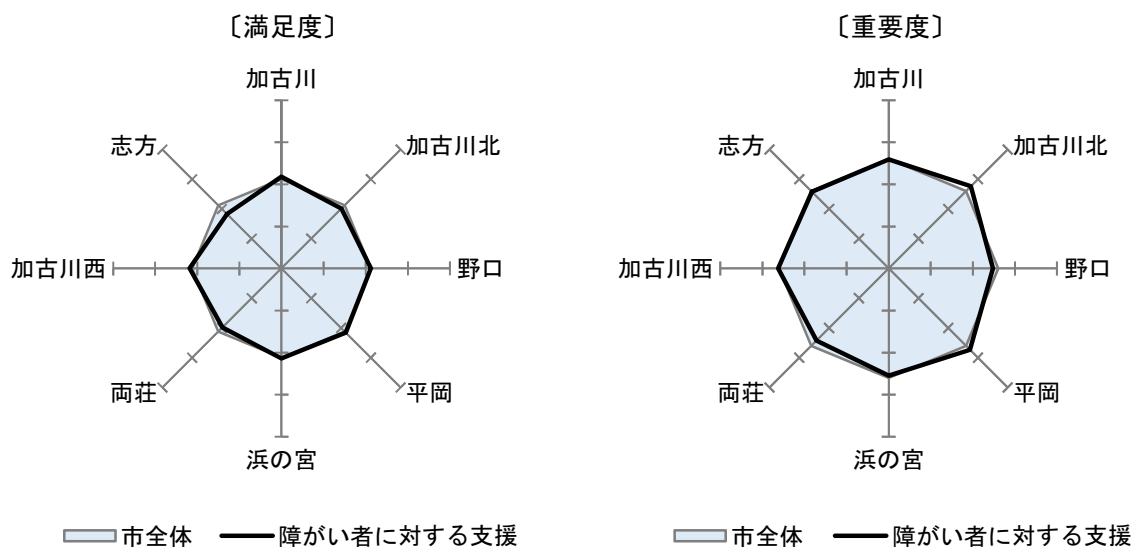 〔満足度〕
加古川
加古川北
野口
平岡
浜の宮
両荘
加古川西
志方
市全体
障がい者に対する支援
〔重要度〕
加古川
加古川北
野口
平岡
浜の宮
両荘
加古川西
志方
市全体
障がい者に対する支援